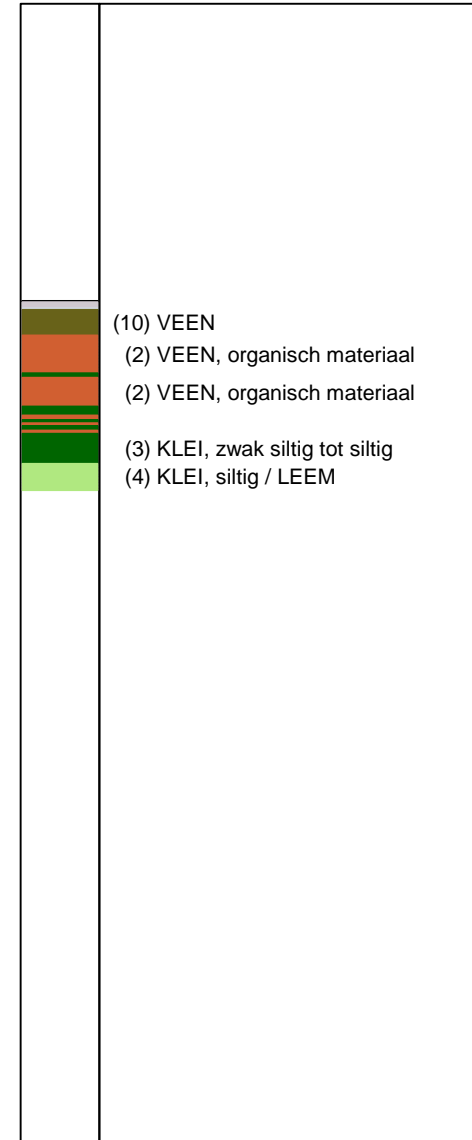 (10) VEEN
(2) VEEN, organisch materiaal
(2) VEEN, organisch materiaal
(3) KLEI, zwak siltig tot siltig
(4) KLEI, siltig / LEEM